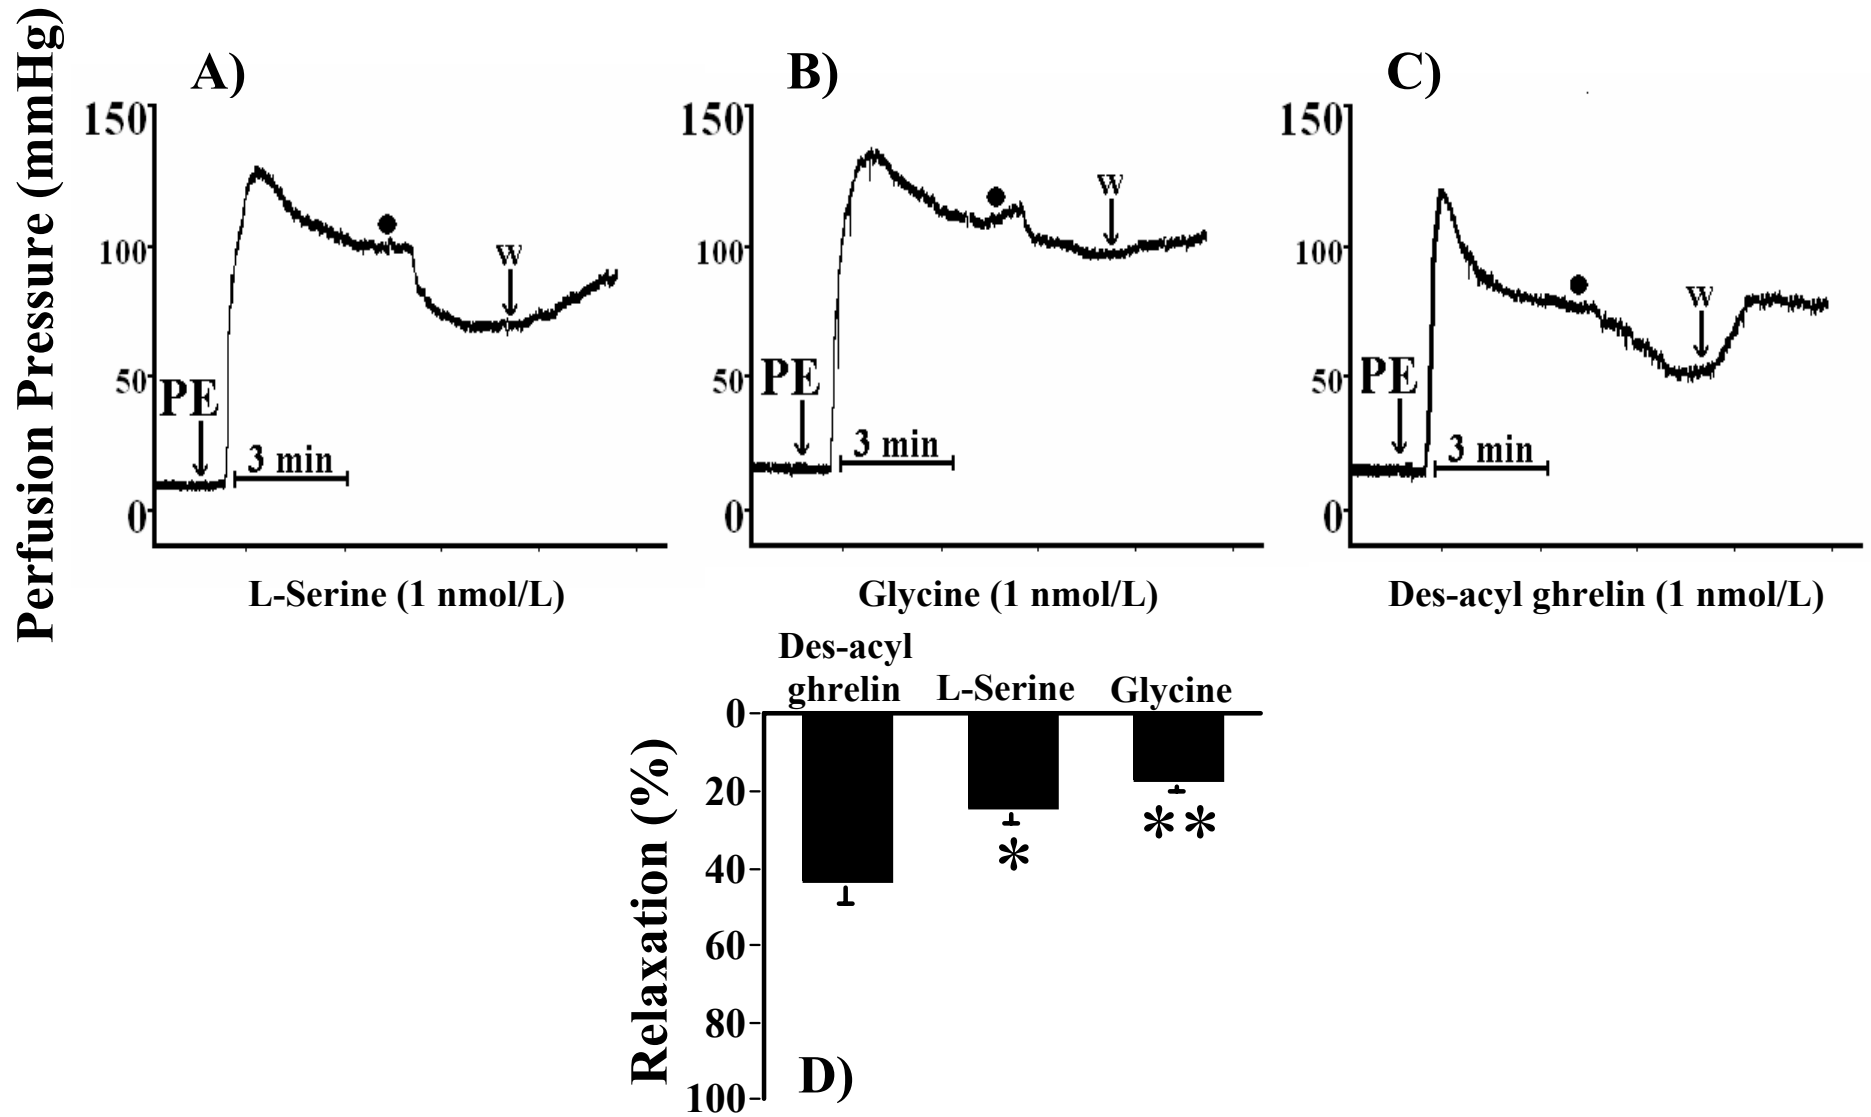 Perfusion Pressure (mmHg)
A)
150
100
50
0
PE
3 min
●
w
L-Serine (1 nmol/L)
B)
150
100
50
0
PE
3 min
●
w
Glycine (1 nmol/L)
C)
150
100
50
0
PE
3 min
●
w
Des-acyl ghrelin (1 nmol/L)
Des-acyl
ghrelin
L-Serine
Glycine
Relaxation (%)
0
20
40
60
80
100
*
**
D)